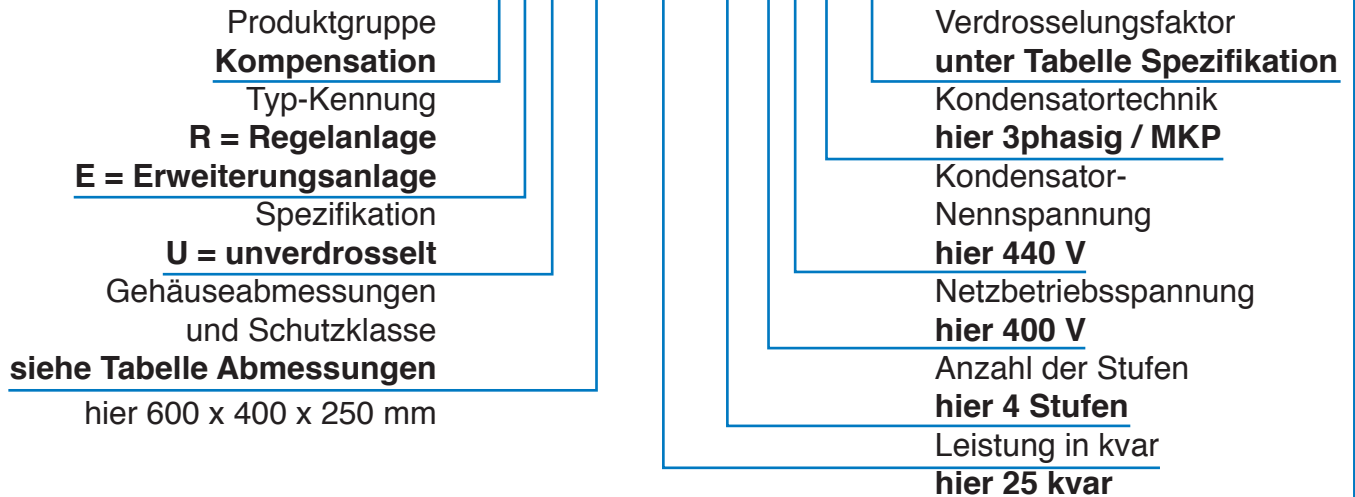 Produktgruppe
Kompensation
Typ-Kennung
R = Regelanlage
E = Erweiterungsanlage
Spezifikation
U = unverdrosselt
Gehäuseabmessungen
und Schutzklasse
siehe Tabelle Abmessungen
hier 600 x 400 x 250 mm
Verdrosselungsfaktor
unter Tabelle Spezifikation
Kondensatortechnik
hier 3phasig / MKP
Kondensator-
Nennspannung
hier 440 V
Netzbetriebsspannung
hier 400 V
Anzahl der Stufen
hier 4 Stufen
Leistung in kvar
hier 25 kvar